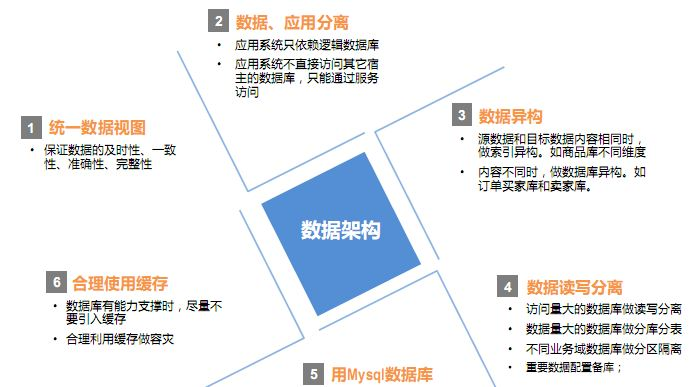 1 统一数据视图
• 保证数据的及时性、一致
性、准确性、完整性
2 数据、应用分离
• 应用系统只依赖逻辑数据库
• 应用系统不直接访问其它宿
主的数据库，只能通过服务
访问
3 数据异构
• 源数据和目标数据内容相同时，
做索引异构。如商品库不同维度
• 内容不同时，做数据库异构。如
订单买家库和卖家库。
数据架构
4 数据读写分离
• 访问量大的数据库做读写分离
• 数据量大的数据库做分库分表
• 不同业务域数据库做分区隔离
• 重要数据配置备库；
5 用Mysql数据库
6 合理使用缓存
• 数据库有能力支撑时，尽量不
要引入缓存
• 合理利用缓存做容灾